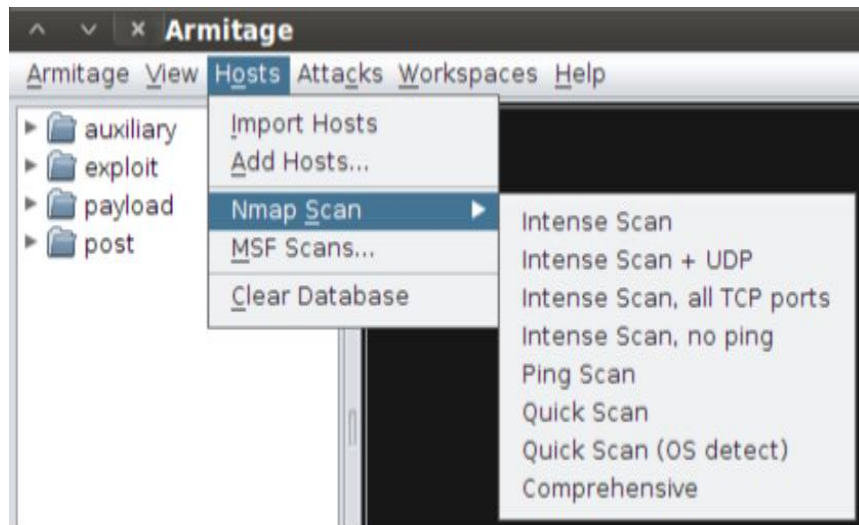 Armitage
Armitage View Hosts Attacks Workspaces Help
auxiliary
exploit
payload
post
Import Hosts
Add Hosts...
Nmap Scan
MSF Scans...
Clear Database
Intense Scan
Intense Scan + UDP
Intense Scan, all TCP ports
Intense Scan, no ping
Ping Scan
Quick Scan
Quick Scan (OS detect)
Comprehensive